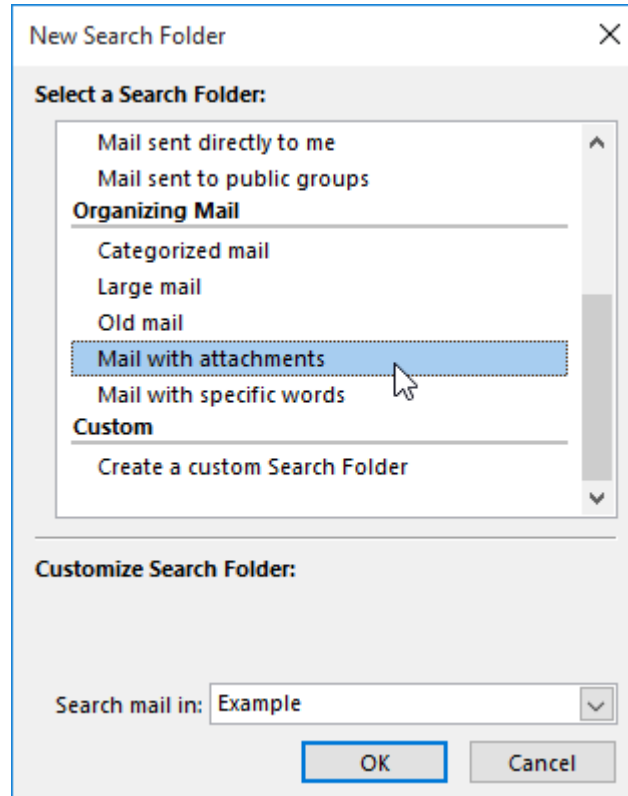 New Search Folder
Select a Search Folder:
Mail sent directly to me
Mail sent to public groups
Organizing Mail
Categorized mail
Large mail
Old mail
Mail with attachments
Mail with specific words
Custom
Create a custom Search Folder
Customize Search Folder:
Search mail in: Example
OK Cancel